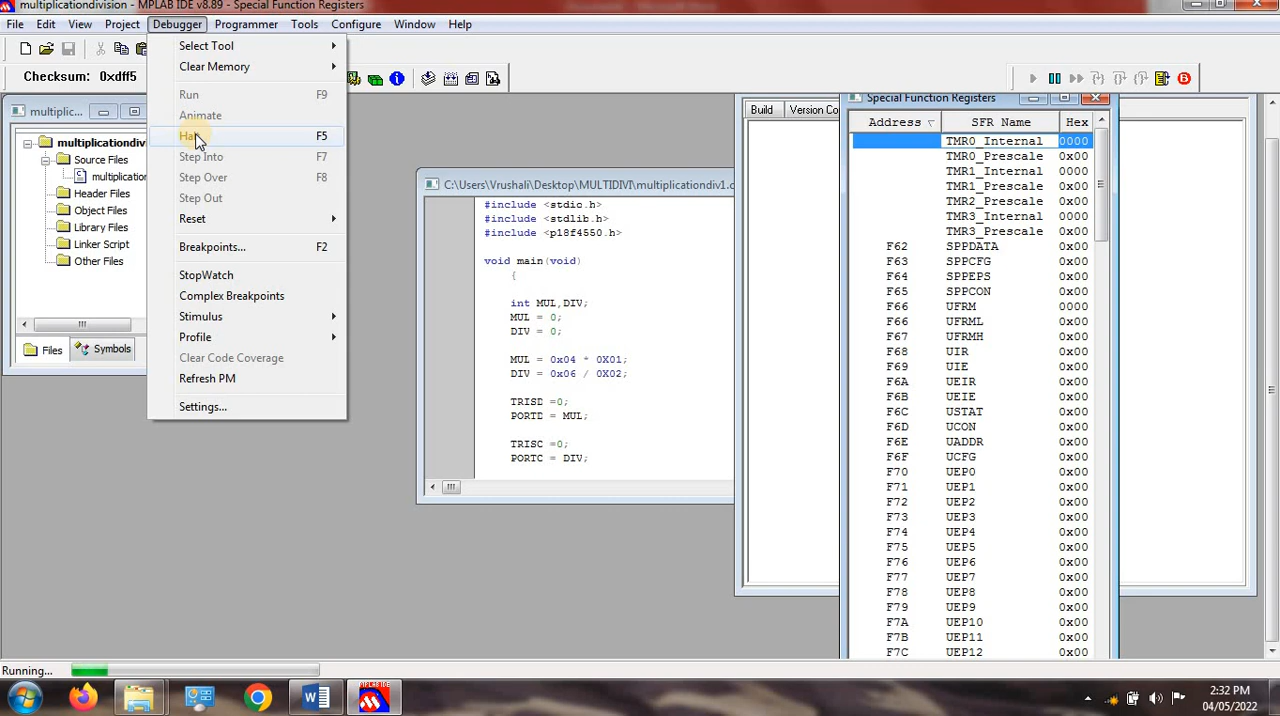 multiplicationdivision - MPLAB IDE v8.89 - Special Function Registers
File Edit View Project Debugger Programmer Tools Configure Window Help
Checksum: 0xdff5
Select Tool
Clear Memory
Run F9
Animate
Halt F5
Step Into F7
Step Over F8
Step Out
Reset
Breakpoints... F2
StopWatch
Complex Breakpoints
Stimulus
Profile
Clear Code Coverage
Refresh PM
Settings...
multiplic...
multiplicationdiv
Source Files
multiplication
Header Files
Object Files
Library Files
Linker Script
Other Files
Files Symbols
C:\Users\Vrushali\Desktop\MULTIDIVI\multiplicationdiv1.c
#include <stdio.h>
#include <stdlib.h>
#include <p18f4550.h>
void main(void)
{
int MUL,DIV;
MUL = 0;
DIV = 0;
MUL = 0x04 * 0X01;
DIV = 0x06 / 0X02;
TRISD =0;
PORTD = MUL;
TRISC =0;
PORTC = DIV;
Build Version Co
Special Function Registers
Address SFR Name Hex
TMR0_Internal 0000
TMR0_Prescale 0x00
TMR1_Internal 0x00
TMR1_Prescale 0x00
TMR2_Prescale 0x00
TMR3_Internal 0x00
TMR3_Prescale 0x00
F62 SPPDATA 0x00
F63 SPPCFG 0x00
F64 SPPEPS 0x00
F65 SPPCON 0x00
F66 UFRM 0000
F66 UFRML 0x00
F67 UFRMH 0x00
F68 UIR 0x00
F69 UIE 0x00
F6A UEIR 0x00
F6B UEIE 0x00
F6C USTAT 0x00
F6D UCON 0x00
F6E UADDR 0x00
F6F UCFG 0x00
F70 UEP0 0x00
F71 UEP1 0x00
F72 UEP2 0x00
F73 UEP3 0x00
F74 UEP4 0x00
F75 UEP5 0x00
F76 UEP6 0x00
F77 UEP7 0x00
F78 UEP8 0x00
F79 UEP9 0x00
F7A UEP10 0x00
F7B UEP11 0x00
F7C UEP12 0x00
Running...
2:32 PM
04/05/2022